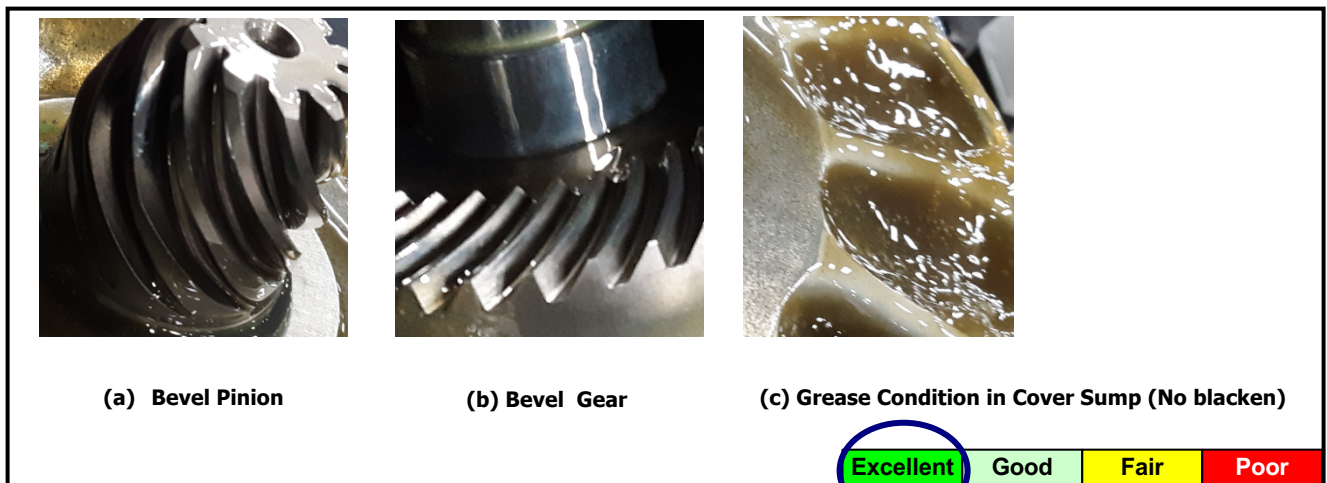 (a) Bevel Pinion
(b) Bevel Gear
(c) Grease Condition in Cover Sump (No blacken)
Excellent Good Fair Poor